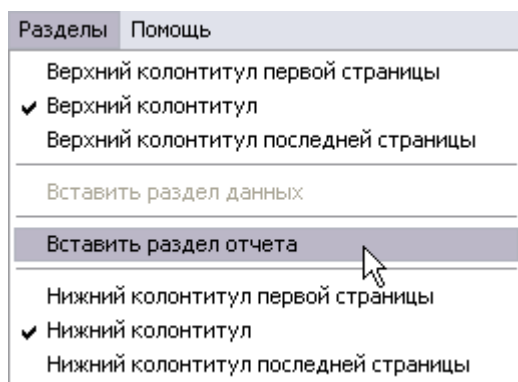 Разделы Помощь
Верхний колонтитул первой страницы
Верхний колонтитул
Верхний колонтитул последней страницы
Вставить раздел данных
Вставить раздел отчета
Нижний колонтитул первой страницы
Нижний колонтитул
Нижний колонтитул последней страницы